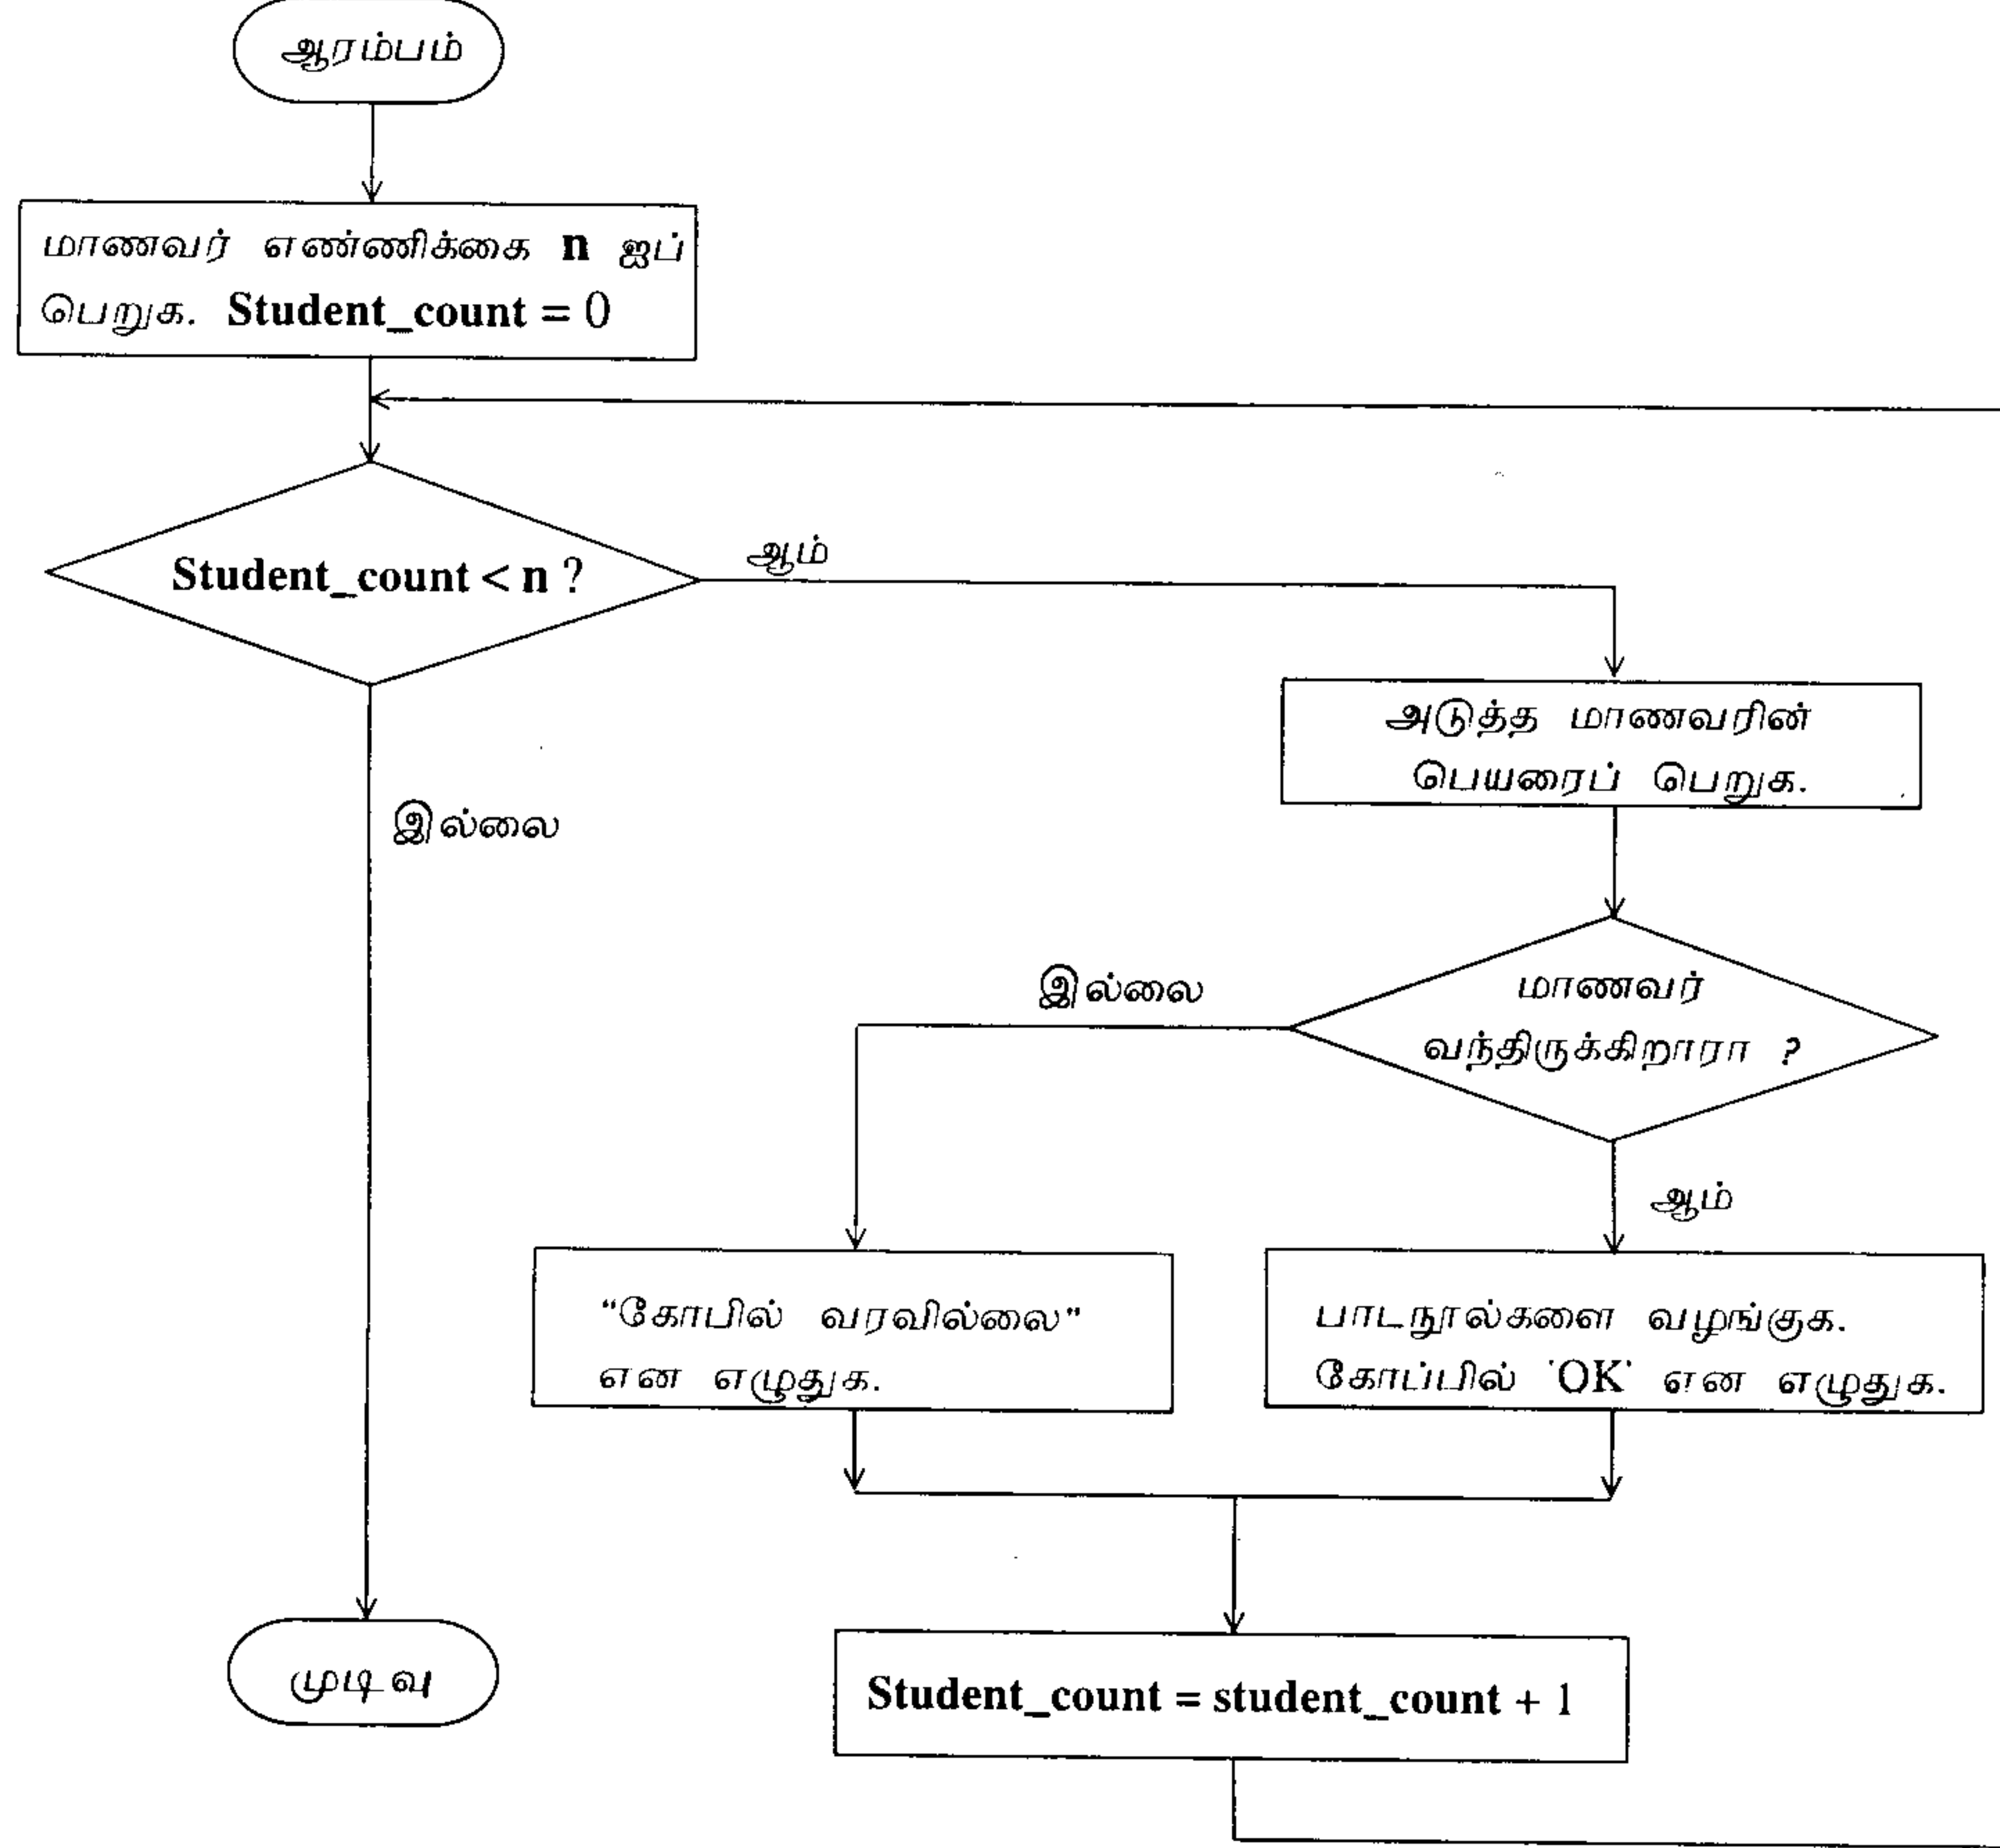 ஆரம்பம்
மாணவர் எண்ணிக்கை n ஐப்
பெறுக. Student_count = 0
Student_count < n ?
ஆம்
அடுத்த மாணவரின்
பெயரைப் பெறுக.
இல்லை
இல்லை
மாணவர்
வந்திருக்கிறாரா ?
ஆம்
"கோபில் வரவில்லை"
என எழுதுக.
பாடநூல்களை வழங்குக.
கோப்பில் 'OK' என எழுதுக.
முடிவு
Student_count = student_count + 1